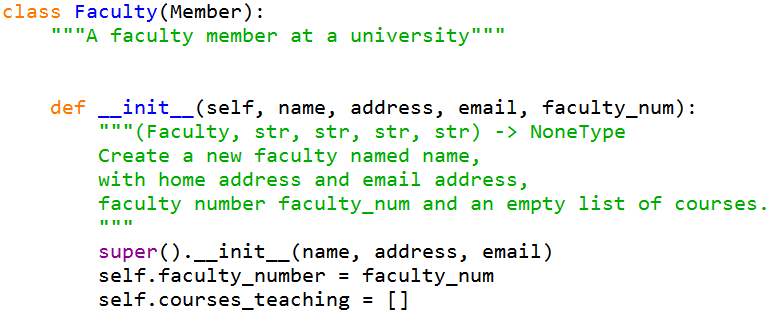 class Faculty(Member):
    """A faculty member at a university"""
    def __init__(self, name, address, email, faculty_num):
        """(Faculty, str, str, str, str) -> NoneType
        Create a new faculty named name,
        with home address and email address,
        faculty number faculty_num and an empty list of courses.
        """
        super().__init__(name, address, email)
        self.faculty_number = faculty_num
        self.courses_teaching = []